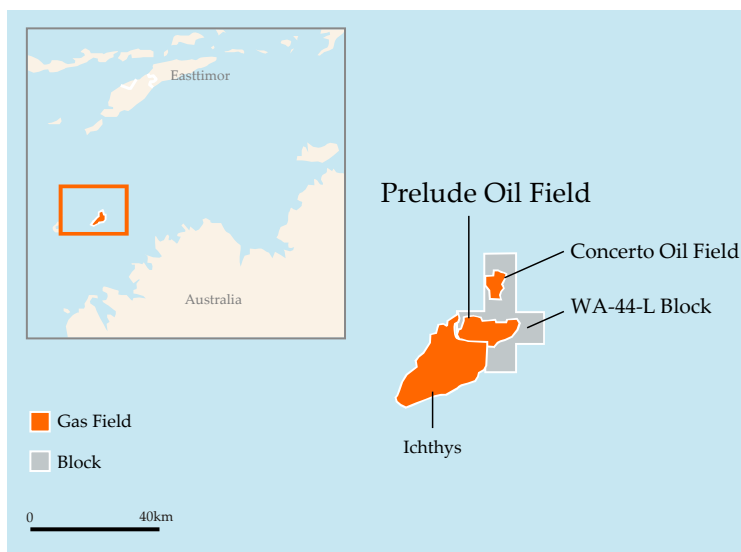 Easttimor
Australia
Prelude Oil Field
Concerto Oil Field
WA-44-L Block
Ichthys
Gas Field
Block
0 40km